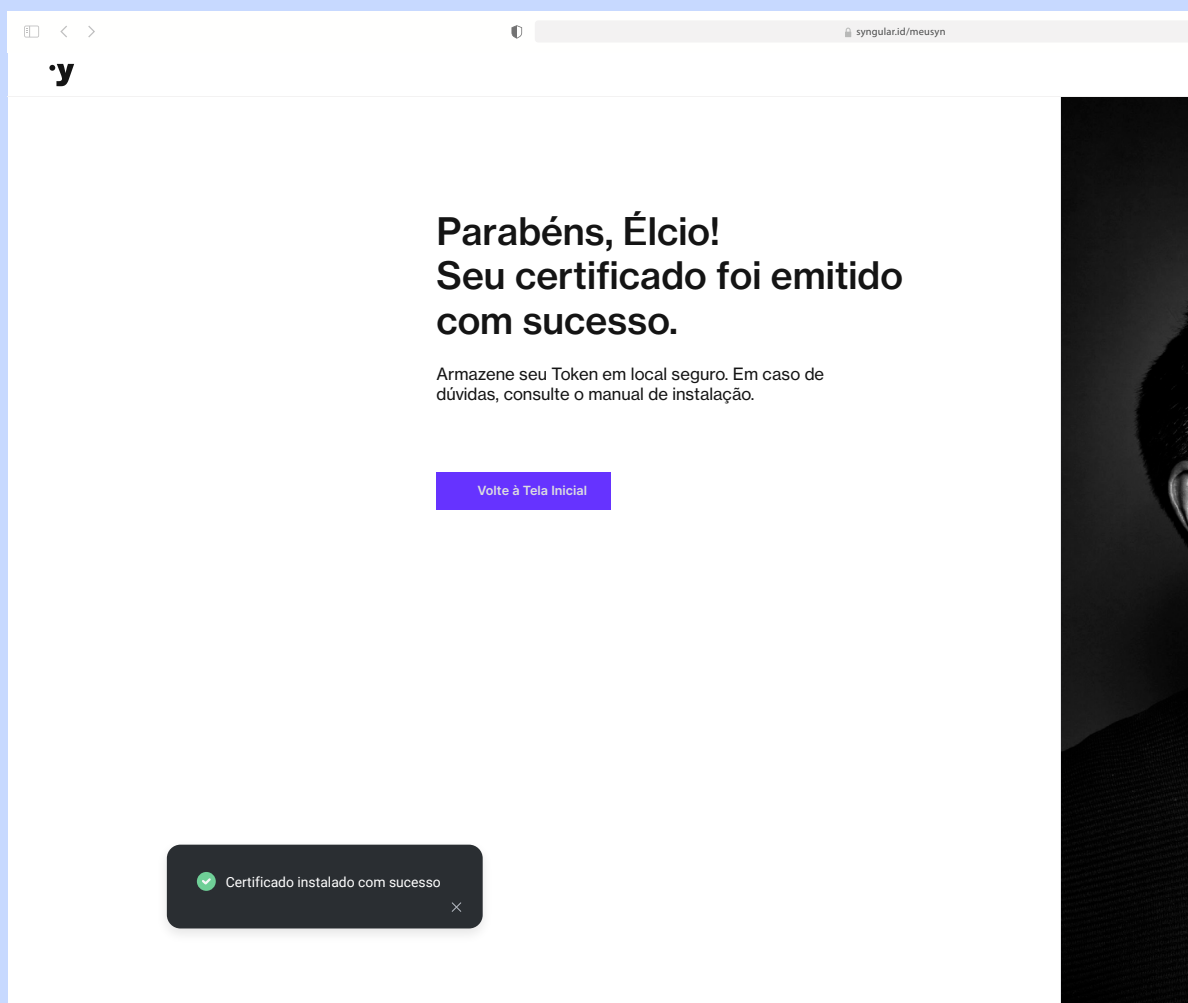 syngular.id/meusyn
·y
Parabéns, Élcio!
Seu certificado foi emitido
com sucesso.
Armazene seu Token em local seguro. Em caso de
dúvidas, consulte o manual de instalação.
Volte à Tela Inicial
Certificado instalado com sucesso